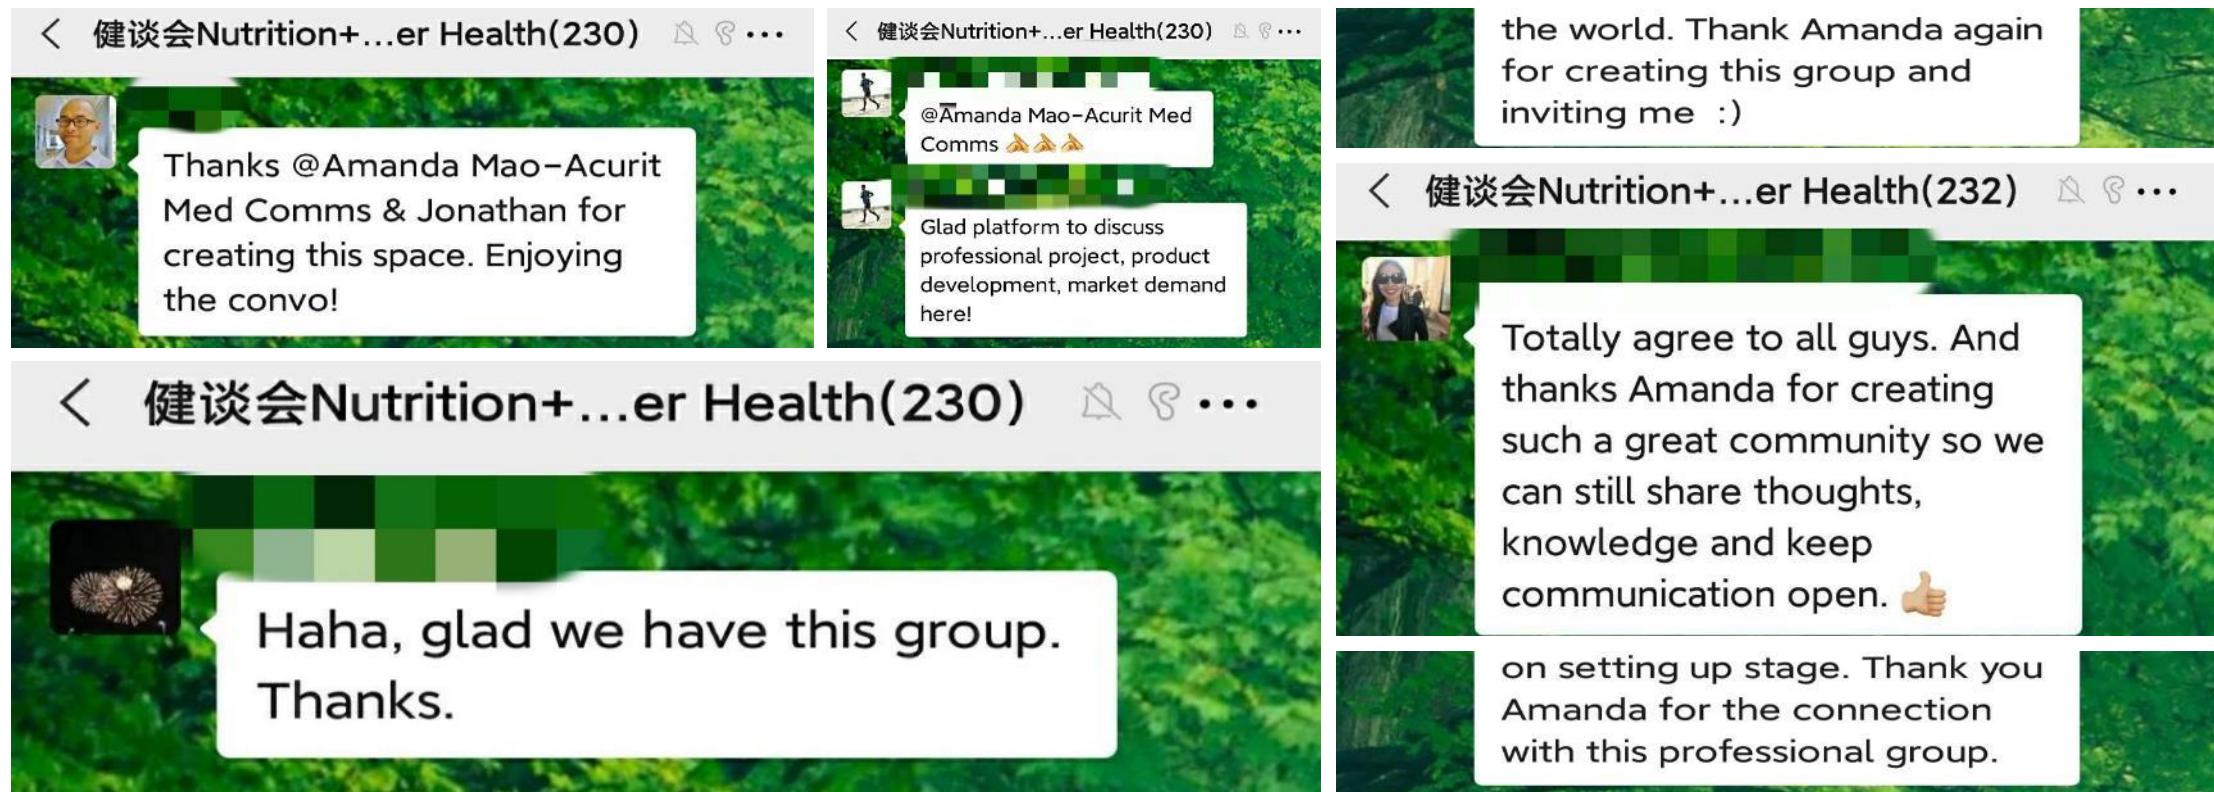 健谈会Nutrition+...er Health(230)
Thanks @Amanda Mao-Acurit
Med Comms & Jonathan for
creating this space. Enjoying
the convo!
健谈会Nutrition+...er Health(230)
@Amanda Mao-Acurit Med
Comms
Glad platform to discuss
professional project, product
development, market demand
here!
健谈会Nutrition+...er Health(230)
Haha, glad we have this group.
Thanks.
the world. Thank Amanda again
for creating this group and
inviting me :)
健谈会Nutrition+...er Health(232)
Totally agree to all guys. And
thanks Amanda for creating
such a great community so we
can still share thoughts,
knowledge and keep
communication open. 👍🏼
on setting up stage. Thank you
Amanda for the connection
with this professional group.